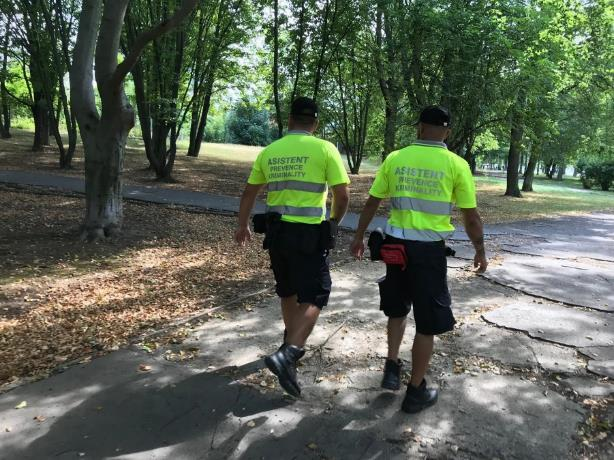 ASISTENT
PREVENCE
KRIMINALITY
ASISTENT
PREVENCE
KRIMINALITY